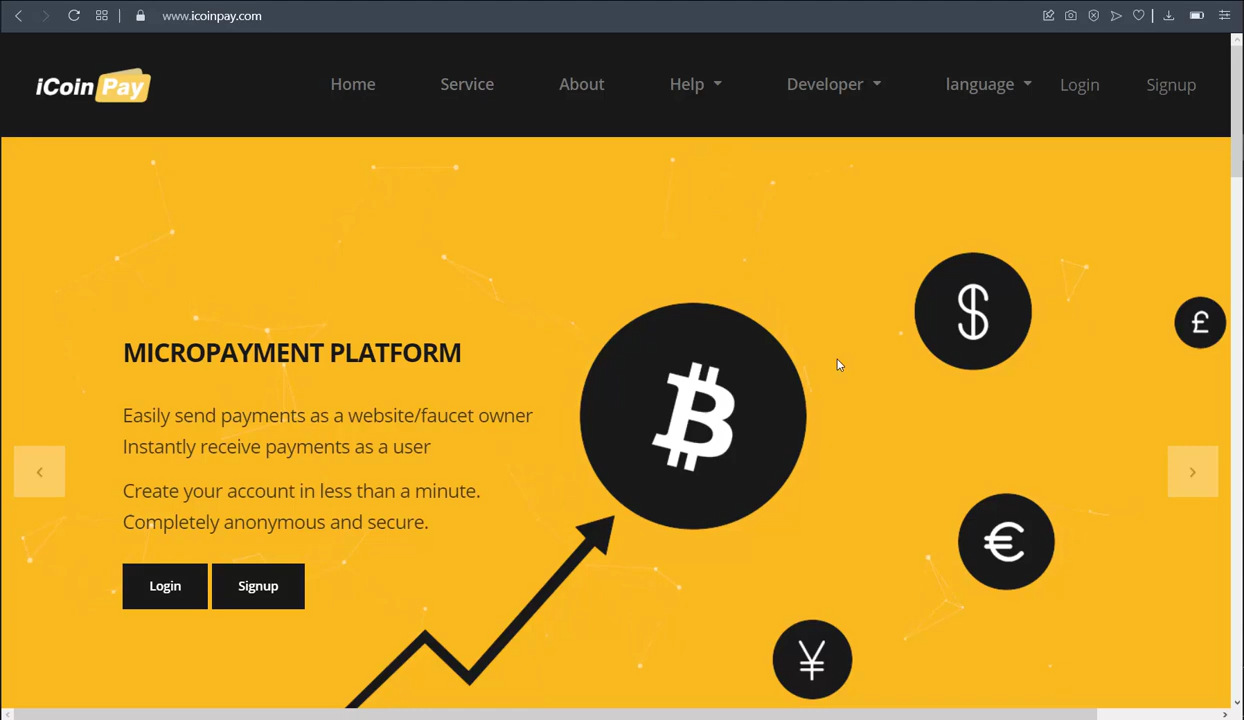 www.icoinpay.com
iCoin Pay
Home Service About Help Developer language Login Signup
MICROPAYMENT PLATFORM
Easily send payments as a website/faucet owner
Instantly receive payments as a user
Create your account in less than a minute.
Completely anonymous and secure.
Login Signup